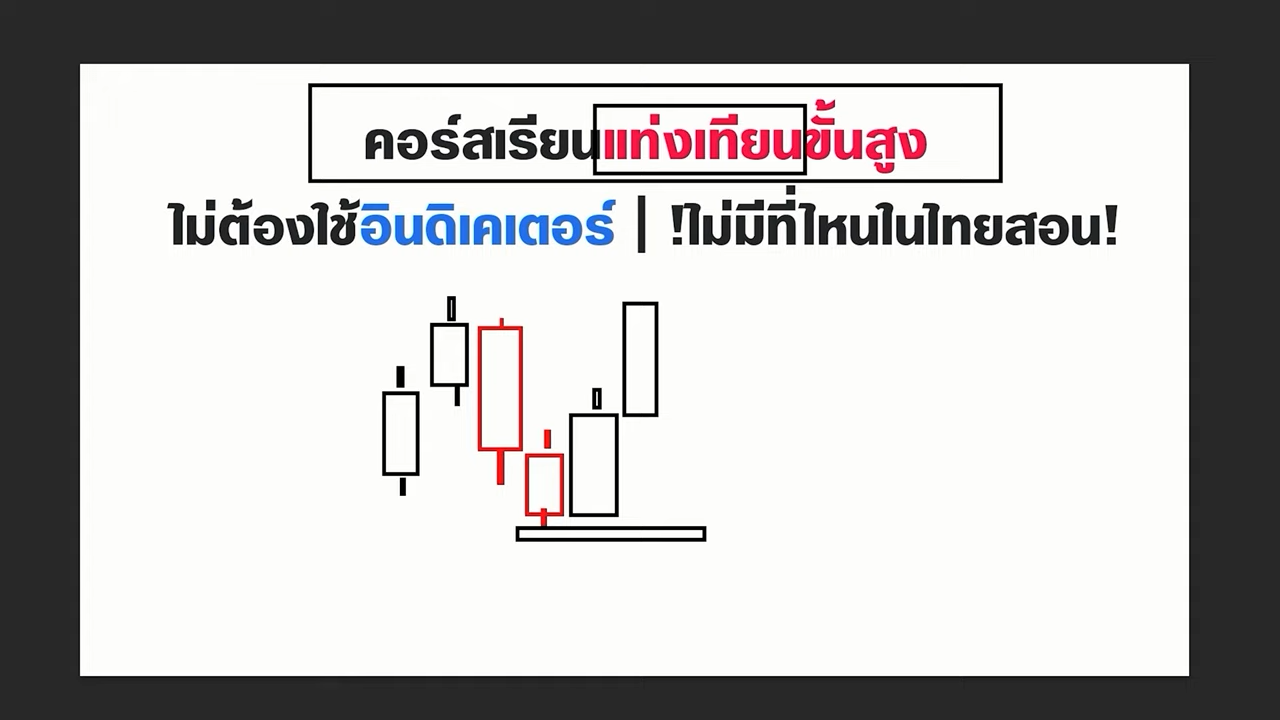 คอร์สเรียนแท่งเทียนขั้นสูง
ไม่ต้องใช้อินดิเคเตอร์ | !ไม่มีที่ไหนในไทยสอน!